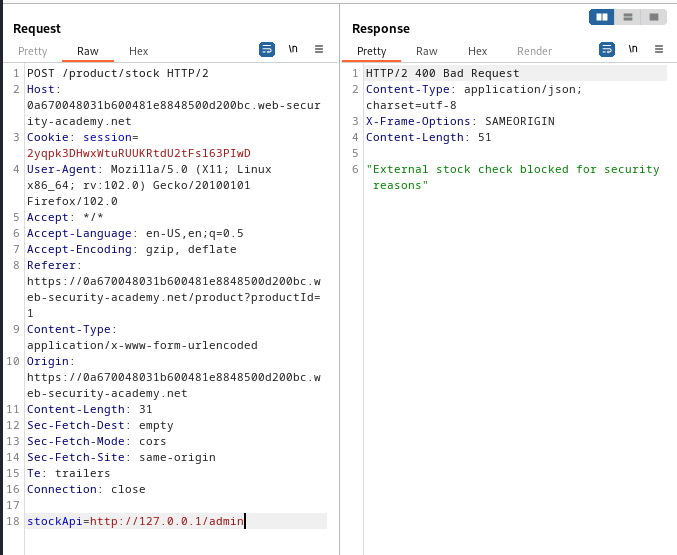 Request
Pretty Raw Hex \n
1 POST /product/stock HTTP/2
2 Host:
0a670048031b600481e8848500d200bc.web-secur
ity-academy.net
3 Cookie: session=
2yqpk3DHwxWtuRUUKRtdU2tFsl63PIwD
4 User-Agent: Mozilla/5.0 (X11; Linux
x86_64; rv:102.0) Gecko/20100101
Firefox/102.0
5 Accept: */*
6 Accept-Language: en-US,en;q=0.5
7 Accept-Encoding: gzip, deflate
8 Referer:
https://0a670048031b600481e8848500d200bc.w
eb-security-academy.net/product?productId=
1
9 Content-Type:
application/x-www-form-urlencoded
10 Origin:
https://0a670048031b600481e8848500d200bc.w
eb-security-academy.net
11 Content-Length: 31
12 Sec-Fetch-Dest: empty
13 Sec-Fetch-Mode: cors
14 Sec-Fetch-Site: same-origin
15 Te: trailers
16 Connection: close
17
18 stockApi=http://127.0.0.1/admin
Response
Pretty Raw Hex Render \n
1 HTTP/2 400 Bad Request
2 Content-Type: application/json;
charset=utf-8
3 X-Frame-Options: SAMEORIGIN
4 Content-Length: 51
5
6 "External stock check blocked for security
reasons"